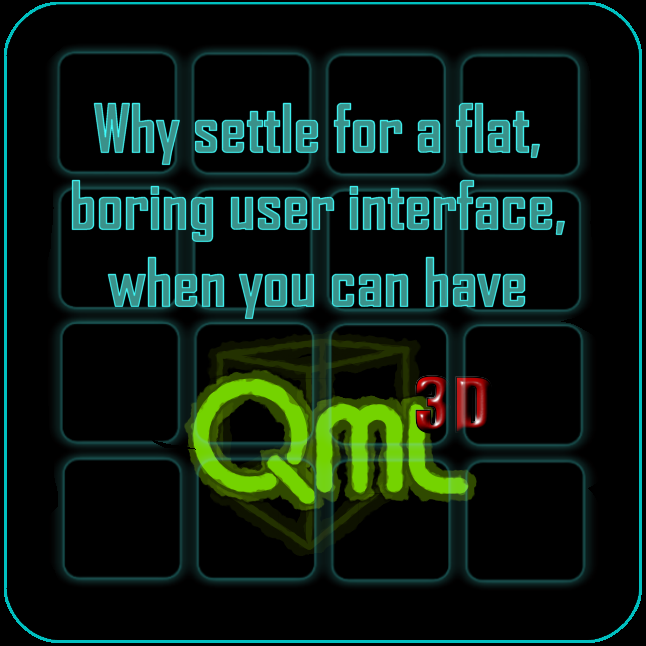 Why settle for a flat,
boring user interface,
when you can have
Qml 3D